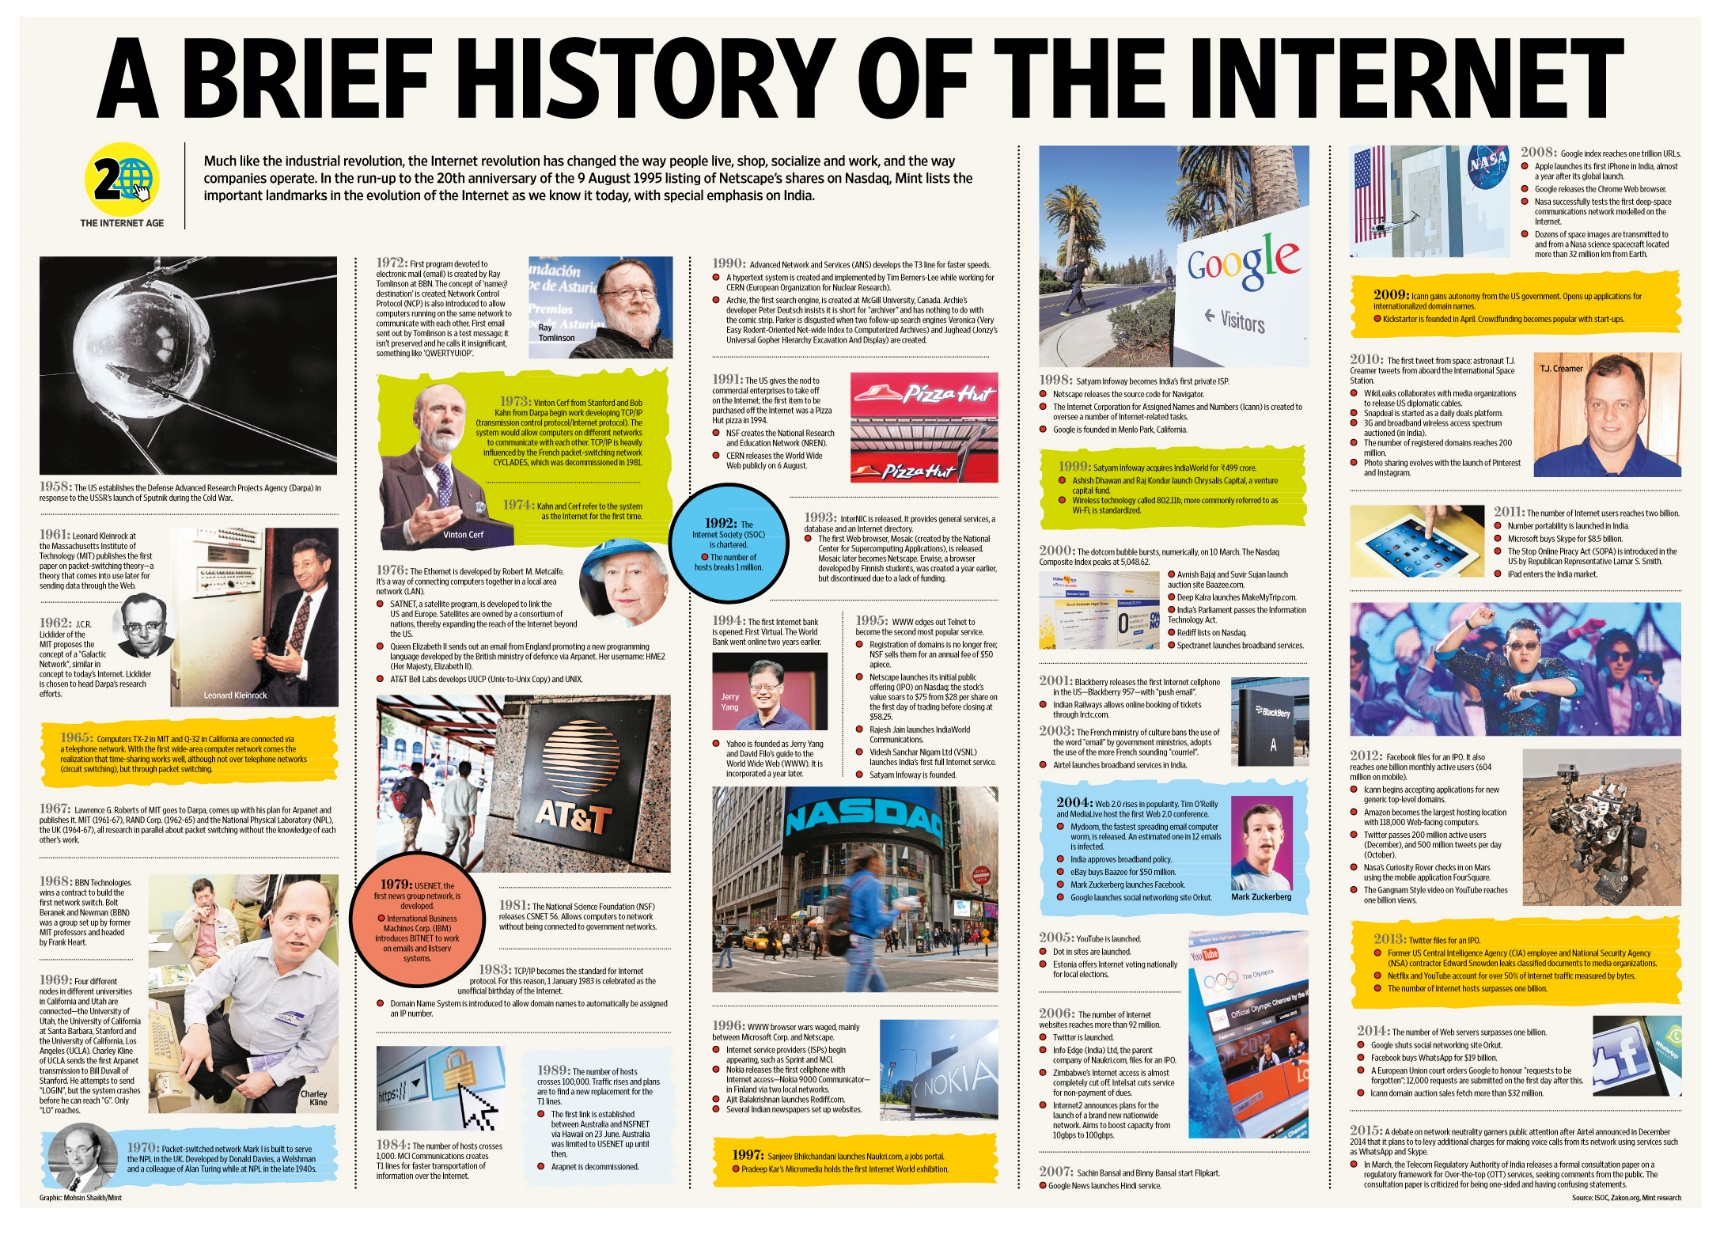 A BRIEF HISTORY OF THE INTERNET
20
THE INTERNET AGE
Much like the industrial revolution, the Internet revolution has changed the way people live, shop, socialize and work, and the way
companies operate. In the run-up to the 20th anniversary of the 9 August 1995 listing of Netscape's shares on Nasdaq, Mint lists the
important landmarks in the evolution of the Internet as we know it today, with special emphasis on India.
1958: The US establishes the Defense Advanced Research Projects Agency (Darpa) in
response to the USSR's launch of Sputnik during the Cold War..
1961: Leonard Kleinrock at
the Massachusetts Institute of
Technology (MIT) publishes the first
paper on packet-switching theory—a
theory that comes into use later for
sending data through the Web.
1962: J.C.R.
Licklider of the
MIT proposes the
concept of a "Galactic
Network", similar in
concept to today's Internet. Licklider
is chosen to head Darpa's research
efforts.
Leonard Kleinrock
1965: Computers TX-2 in MIT and Q-32 in California are connected via
a telephone network. With the first wide-area computer network comes the
realization that time-sharing works well, although not over telephone networks
(circuit switching), but through packet switching.
1967: Lawrence G. Roberts of MIT goes to Darpa, comes up with his plan for Arpanet and
publishes it. MIT (1961-67), RAND Corp. (1962-65) and the National Physical Laboratory (NPL),
the UK (1964-67), all research in parallel about packet switching without the knowledge of each
other's work.
1968: BBN Technologies
wins a contract to build the
first network switch. Bolt
Beranek and Newman (BBN)
was a group set up by former
MIT professors and headed
by Frank Heart.
1969: Four different
nodes in different universities
in California and Utah are
connected—the University of
Utah, the University of California
at Santa Barbara, Stanford and
the University of California, Los
Angeles (UCLA). Charley Kline
of UCLA sends the first Arpanet
transmission to Bill Duvall of
Stanford. He attempts to send
"LOGIN", but the system crashes
before he can reach "G". Only
"LO" reaches.
Charley
Kline
1970: Packet-switched network Mark I is built to serve
the NPL in the UK. Developed by Donald Davies, a Welshman
and a colleague of Alan Turing while at NPL in the late 1940s.
Graphic: Mohsin Shaikh/Mint
1972: First program devoted to
electronic mail (email) is created by Ray
Tomlinson at BBN. The concept of 'name@
destination' is created; Network Control
Protocol (NCP) is also introduced to allow
computers running on the same network to
communicate with each other. First email
sent out by Tomlinson is a test message; it
isn't preserved and he calls it insignificant,
something like 'QWERTYUIOP'.
Ray
Tomlinson
1973: Vinton Cerf from Stanford and Bob
Kahn from Darpa begin work developing TCP/IP
(transmission control protocol/Internet protocol). The
system would allow computers on different networks
to communicate with each other. TCP/IP is heavily
influenced by the French packet-switching network
CYCLADES, which was decommissioned in 1981.
1974: Kahn and Cerf refer to the system
as the Internet for the first time.
Vinton Cerf
1976: The Ethernet is developed by Robert M. Metcalfe.
It's a way of connecting computers together in a local area
network (LAN).
SATNET, a satellite program, is developed to link the
US and Europe. Satellites are owned by a consortium of
nations, thereby expanding the reach of the Internet beyond
the US.
Queen Elizabeth II sends out an email from England promoting a new programming
language developed by the British ministry of defence via Arpanet. Her username: HME2
(Her Majesty, Elizabeth II).
AT&T Bell Labs develops UUCP (Unix-to-Unix Copy) and UNIX.
AT&T
1979: USENET, the
first news group network, is
developed.
International Business
Machines Corp. (IBM)
introduces BITNET to work
on emails and listserv
systems.
1981: The National Science Foundation (NSF)
releases CSNET 56. Allows computers to network
without being connected to government networks.
1983: TCP/IP becomes the standard for Internet
protocol. For this reason, 1 January 1983 is celebrated as the
unofficial birthday of the Internet.
Domain Name System is introduced to allow domain names to automatically be assigned
an IP number.
https:
1984: The number of hosts crosses
1,000. MCI Communications creates
T1 lines for faster transportation of
information over the Internet.
1989: The number of hosts
crosses 100,000. Traffic rises and plans
are to find a new replacement for the
T1 lines.
The first link is established
between Australia and NSFNET
via Hawaii on 23 June. Australia
was limited to USENET up until
then.
Arapnet is decommissioned.
1990: Advanced Network and Services (ANS) develops the T3 line for faster speeds.
A hypertext system is created and implemented by Tim Berners-Lee while working for
CERN (European Organization for Nuclear Research).
Archie, the first search engine, is created at McGill University, Canada. Archie's
developer Peter Deutsch insists it is short for "archiver" and has nothing to do with
the comic strip. Parker is disgusted when two follow-up search engines Veronica (Very
Easy Rodent-Oriented Net-wide Index to Computerized Archives) and Jughead (Jonzy's
Universal Gopher Hierarchy Excavation And Display) are created.
1991: The US gives the nod to
commercial enterprises to take off
on the Internet; the first item to be
purchased off the Internet was a Pizza
Hut pizza in 1994.
NSF creates the National Research
and Education Network (NREN).
CERN releases the World Wide
Web publicly on 6 August.
Pizza Hut
Pizza Hut
1992: The
Internet Society (ISOC)
is chartered.
The number of
hosts breaks 1 million.
1993: InterNIC is released. It provides general services, a
database and an Internet directory.
The first Web browser, Mosaic (created by the National
Center for Supercomputing Applications), is released.
Mosaic later becomes Netscape. Erwise, a browser
developed by Finnish students, was created a year earlier,
but discontinued due to a lack of funding.
1994: The first Internet bank
is opened: First Virtual. The World
Bank went online two years earlier.
Jerry
Yang
Yahoo is founded as Jerry Yang
and David Filo's guide to the
World Wide Web (WWW). It is
incorporated a year later.
1995: WWW edges out Telnet to
become the second most popular service.
Registration of domains is no longer free;
NSF sells them for an annual fee of $50
apiece.
Netscape launches its initial public
offering (IPO) on Nasdaq; the stock's
value soars to $75 from $28 per share on
the first day of trading before closing at
$58.25.
Rajesh Jain launches IndiaWorld
Communications.
Videsh Sanchar Nigam Ltd (VSNL)
launches India's first full Internet service.
Satyam Infoway is founded.
NASDAQ
1996: WWW browser wars waged, mainly
between Microsoft Corp. and Netscape.
Internet service providers (ISPs) begin
appearing, such as Sprint and MCI.
Nokia releases the first cellphone with
Internet access—Nokia 9000 Communicator—
in Finland via two local networks.
Ajit Balakrishnan launches Rediff.com.
Several Indian newspapers set up websites.
NOKIA
1997: Sanjeev Bhikchandani launches Naukri.com, a jobs portal.
Pradeep Kar's Micromedia holds the first Internet World exhibition.
Google
Visitors
1998: Satyam Infoway becomes India's first private ISP.
Netscape releases the source code for Navigator.
The Internet Corporation for Assigned Names and Numbers (Icann) is created to
oversee a number of Internet-related tasks.
Google is founded in Menlo Park, California.
1999: Satyam Infoway acquires IndiaWorld for ₹499 crore.
Ashish Dhawan and Raj Kondur launch Chrysalis Capital, a venture
capital fund.
Wireless technology called 802.11b, more commonly referred to as
Wi-Fi, is standardized.
2000: The dotcom bubble bursts, numerically, on 10 March. The Nasdaq
Composite Index peaks at 5,048.62.
Avnish Bajaj and Suvir Sujan launch
auction site Baazee.com.
Deep Kalra launches MakeMyTrip.com.
India's Parliament passes the Information
Technology Act.
Rediff lists on Nasdaq.
Spectranet launches broadband services.
2001: Blackberry releases the first Internet cellphone
in the US—Blackberry 957—with "push email".
Indian Railways allows online booking of tickets
through Irctc.com.
2003: The French ministry of culture bans the use of
the word "email" by government ministries, adopts
the use of the more French sounding "courriel".
Airtel launches broadband services in India.
BlackBerry
2004: Web 2.0 rises in popularity. Tim O'Reilly
and MediaLive host the first Web 2.0 conference.
Mydoom, the fastest spreading email computer
worm, is released. An estimated one in 12 emails
is infected.
India approves broadband policy.
eBay buys Baazee for $50 million.
Mark Zuckerberg launches Facebook.
Google launches social networking site Orkut.
Mark Zuckerberg
2005: YouTube is launched.
Dot in sites are launched.
Estonia offers Internet voting nationally
for local elections.
2006: The number of Internet
websites reaches more than 92 million.
Twitter is launched.
Info Edge (India) Ltd, the parent
company of Naukri.com, files for an IPO.
Zimbabwe's Internet access is almost
completely cut off. Intelsat cuts service
for non-payment of dues.
Internet2 announces plans for the
launch of a brand new nationwide
network. Aims to boost capacity from
10gbps to 100gbps.
YouTube
2007: Sachin Bansal and Binny Bansal start Flipkart.
Google News launches Hindi service.
NASA
2008: Google index reaches one trillion URLs.
Apple launches its first iPhone in India, almost
a year after its global launch.
Google releases the Chrome Web browser.
Nasa successfully tests the first deep-space
communications network modelled on the
Internet.
Dozens of space images are transmitted to
and from a Nasa science spacecraft located
more than 32 million km from Earth.
2009: Icann gains autonomy from the US government. Opens up applications for
internationalized domain names.
Kickstarter is founded in April. Crowdfunding becomes popular with start-ups.
2010: The first tweet from space: astronaut T.J.
Creamer tweets from aboard the International Space
Station.
WikiLeaks collaborates with media organizations
to release US diplomatic cables.
Snapdeal is started as a daily deals platform.
3G and broadband wireless access spectrum
auctioned (in India).
The number of registered domains reaches 200
million.
Photo sharing evolves with the launch of Pinterest
and Instagram.
T.J. Creamer
2011: The number of Internet users reaches two billion.
Number portability is launched in India.
Microsoft buys Skype for $8.5 billion.
The Stop Online Piracy Act (SOPA) is introduced in the
US by Republican Representative Lamar S. Smith.
iPad enters the India market.
2012: Facebook files for an IPO. It also
reaches one billion monthly active users (604
million on mobile).
Icann begins accepting applications for new
generic top-level domains.
Amazon becomes the largest hosting location
with 118,000 Web-facing computers.
Twitter passes 200 million active users
(December), and 500 million tweets per day
(October).
Nasa's Curiosity Rover checks in on Mars
using the mobile application FourSquare.
The Gangnam Style video on YouTube reaches
one billion views.
2013: Twitter files for an IPO.
Former US Central Intelligence Agency (CIA) employee and National Security Agency
(NSA) contractor Edward Snowden leaks classified documents to media organizations.
Netflix and YouTube account for over 50% of Internet traffic measured by bytes.
The number of Internet hosts surpasses one billion.
2014: The number of Web servers surpasses one billion.
Google shuts social networking site Orkut.
Facebook buys WhatsApp for $19 billion.
A European Union court orders Google to honour "requests to be
forgotten"; 12,000 requests are submitted on the first day after this.
Icann domain auction sales fetch more than $32 million.
WhatsApp
2015: A debate on network neutrality garners public attention after Airtel announced in December
2014 that it plans to to levy additional charges for making voice calls from its network using services such
as WhatsApp and Skype.
In March, the Telecom Regulatory Authority of India releases a formal consultation paper on a
regulatory framework for Over-the-top (OTT) services, seeking comments from the public. The
consultation paper is criticized for being one-sided and having confusing statements.
Source: ISOC, Zakon.org, Mint research